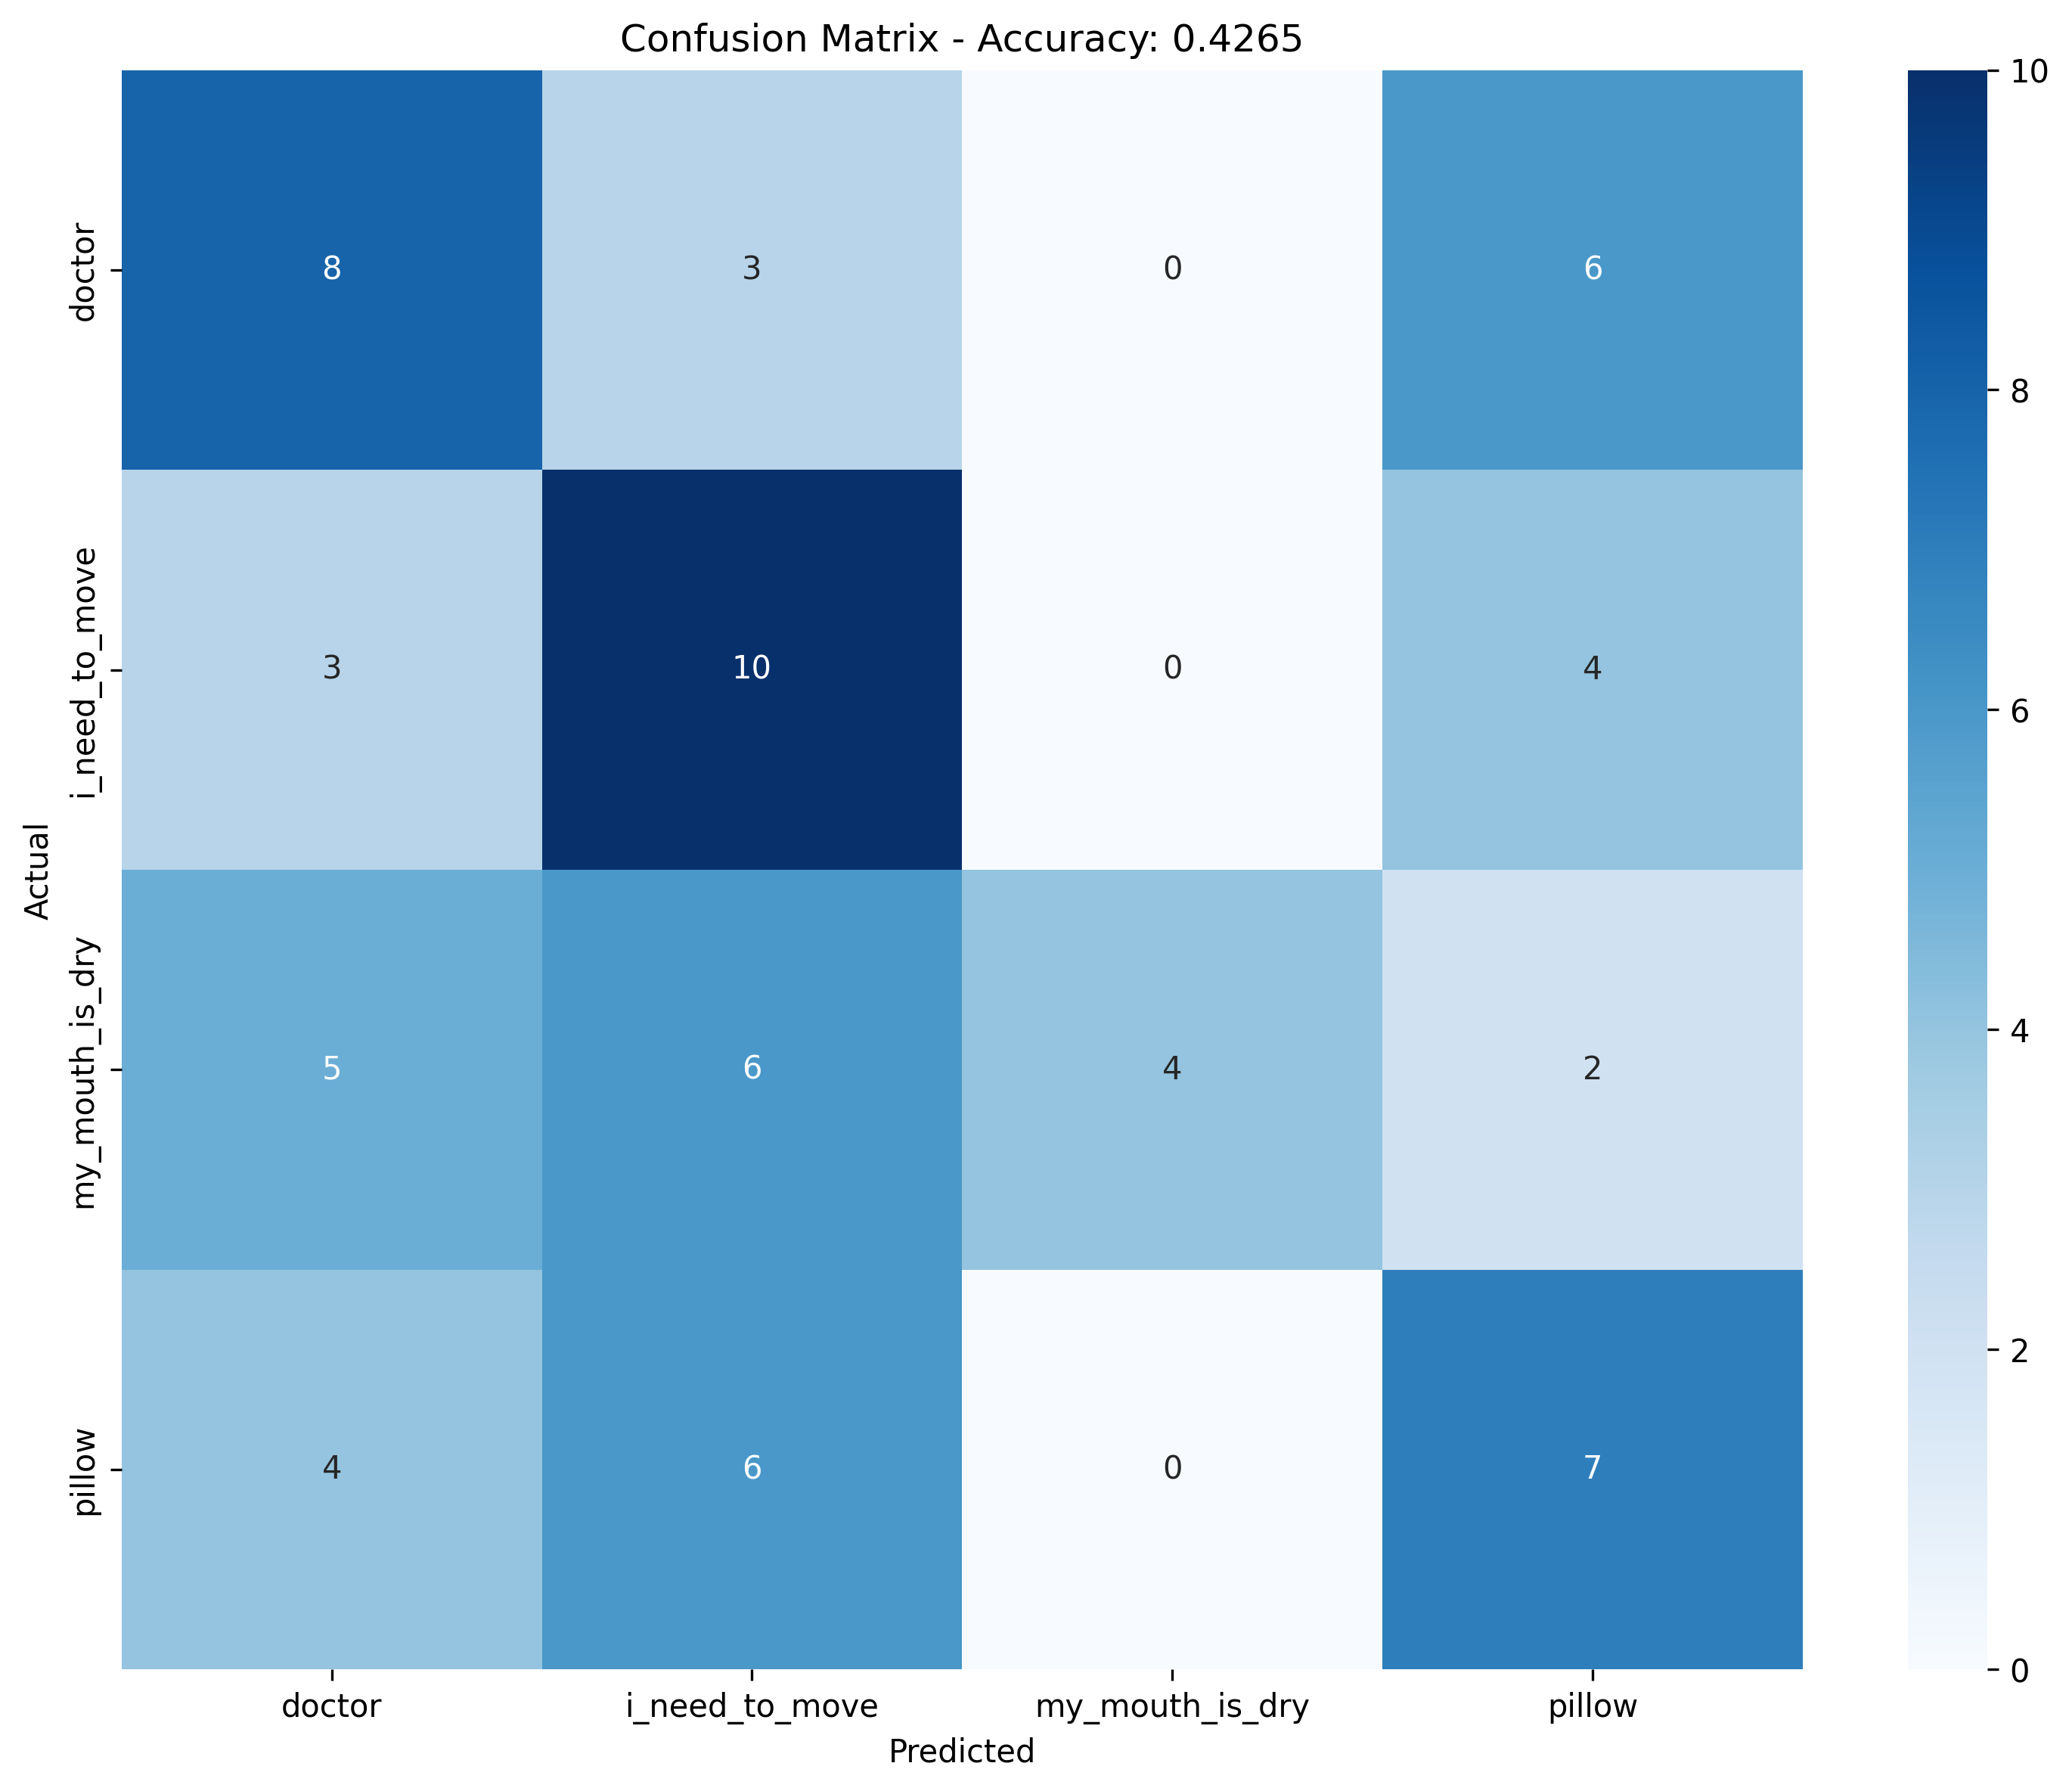 Confusion Matrix - Accuracy: 0.4265
Actual
doctor
8 3 0 6
i_need_to_move
3 10 0 4
my_mouth_is_dry
5 6 4 2
pillow
4 6 0 7
doctor i_need_to_move my_mouth_is_dry pillow
Predicted
10
8
6
4
2
0